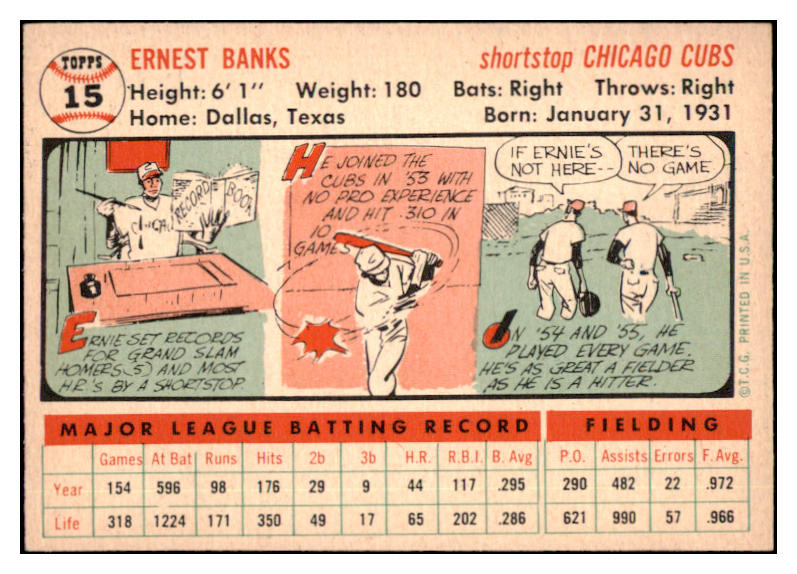 TOPPS
15
ERNEST BANKS
shortstop CHICAGO CUBS
Height: 6' 1" Weight: 180 Bats: Right Throws: Right
Home: Dallas, Texas Born: January 31, 1931
RECORD BOOK
CHICA
ERNIE SET RECORDS
FOR GRAND SLAM
HOMERS (5) AND MOST
H.R.'S BY A SHORTSTOP.
HE JOINED THE
CUBS IN '53 WITH
NO PRO EXPERIENCE
AND HIT .310 IN
10
GAMES
IF ERNIE'S
NOT HERE--
THERE'S
NO GAME
ON '54 AND '55, HE
PLAYED EVERY GAME.
HE'S AS GREAT A FIELDER
AS HE IS A HITTER.
©T.C.G. PRINTED IN U.S.A.
MAJOR LEAGUE BATTING RECORD FIELDING
Games At Bat Runs Hits 2b 3b H.R. R.B.I. B. Avg P.O. Assists Errors F. Avg.
Year 154 596 98 176 29 9 44 117 .295 290 482 22 .972
Life 318 1224 171 350 49 17 65 202 .286 621 990 57 .966